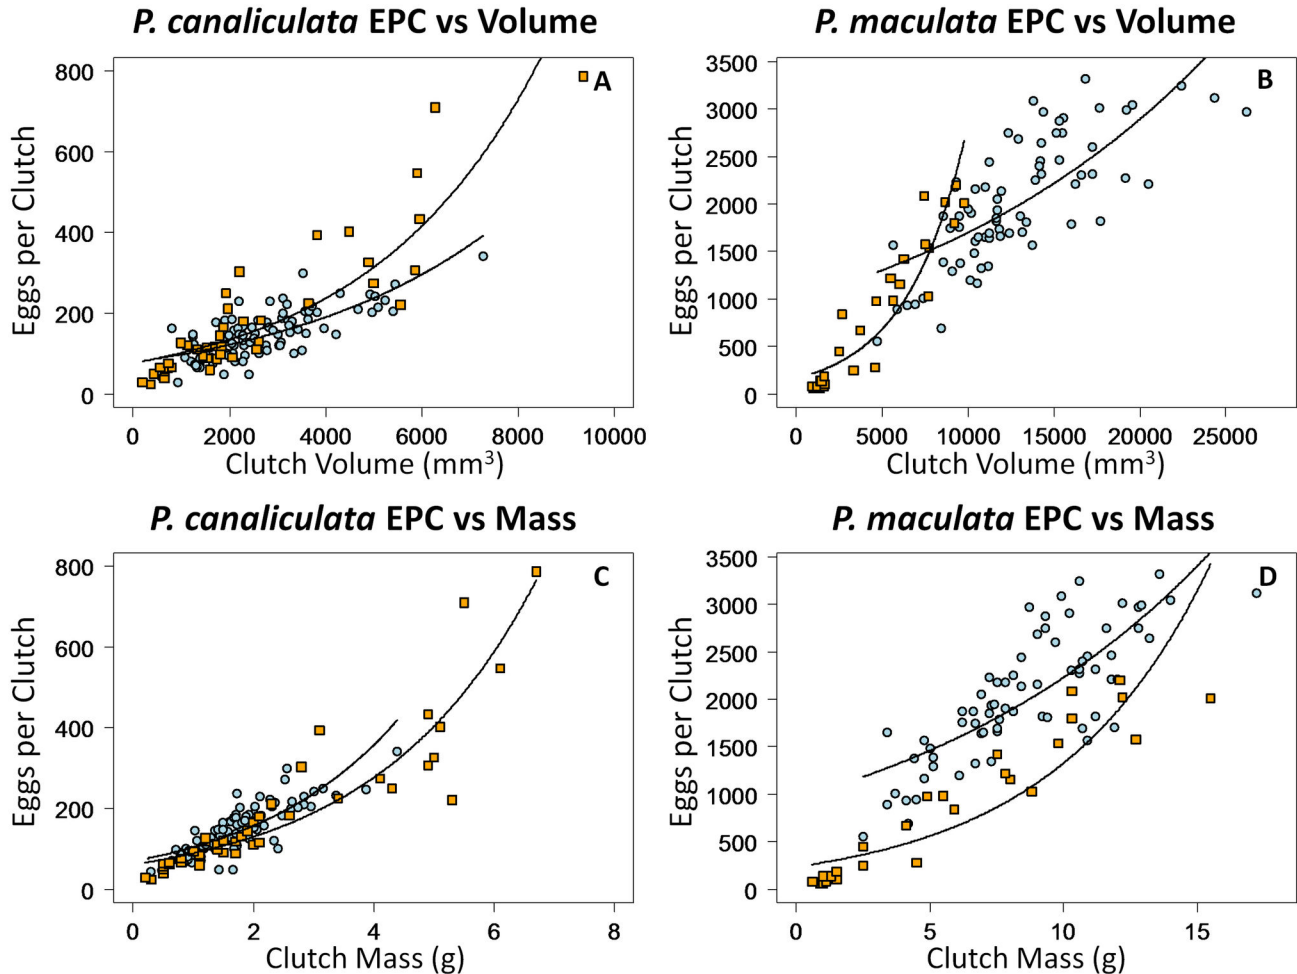 P. canaliculata EPC vs Volume
A
800
600
400
200
0
Eggs per Clutch
0 2000 4000 6000 8000 10000
Clutch Volume (mm³)
P. maculata EPC vs Volume
B
3500
3000
2500
2000
1500
1000
500
0
Eggs per Clutch
0 5000 10000 15000 20000 25000
Clutch Volume (mm³)
P. canaliculata EPC vs Mass
C
800
600
400
200
0
Eggs per Clutch
0 2 4 6 8
Clutch Mass (g)
P. maculata EPC vs Mass
D
3500
3000
2500
2000
1500
1000
500
0
Eggs per Clutch
0 5 10 15
Clutch Mass (g)